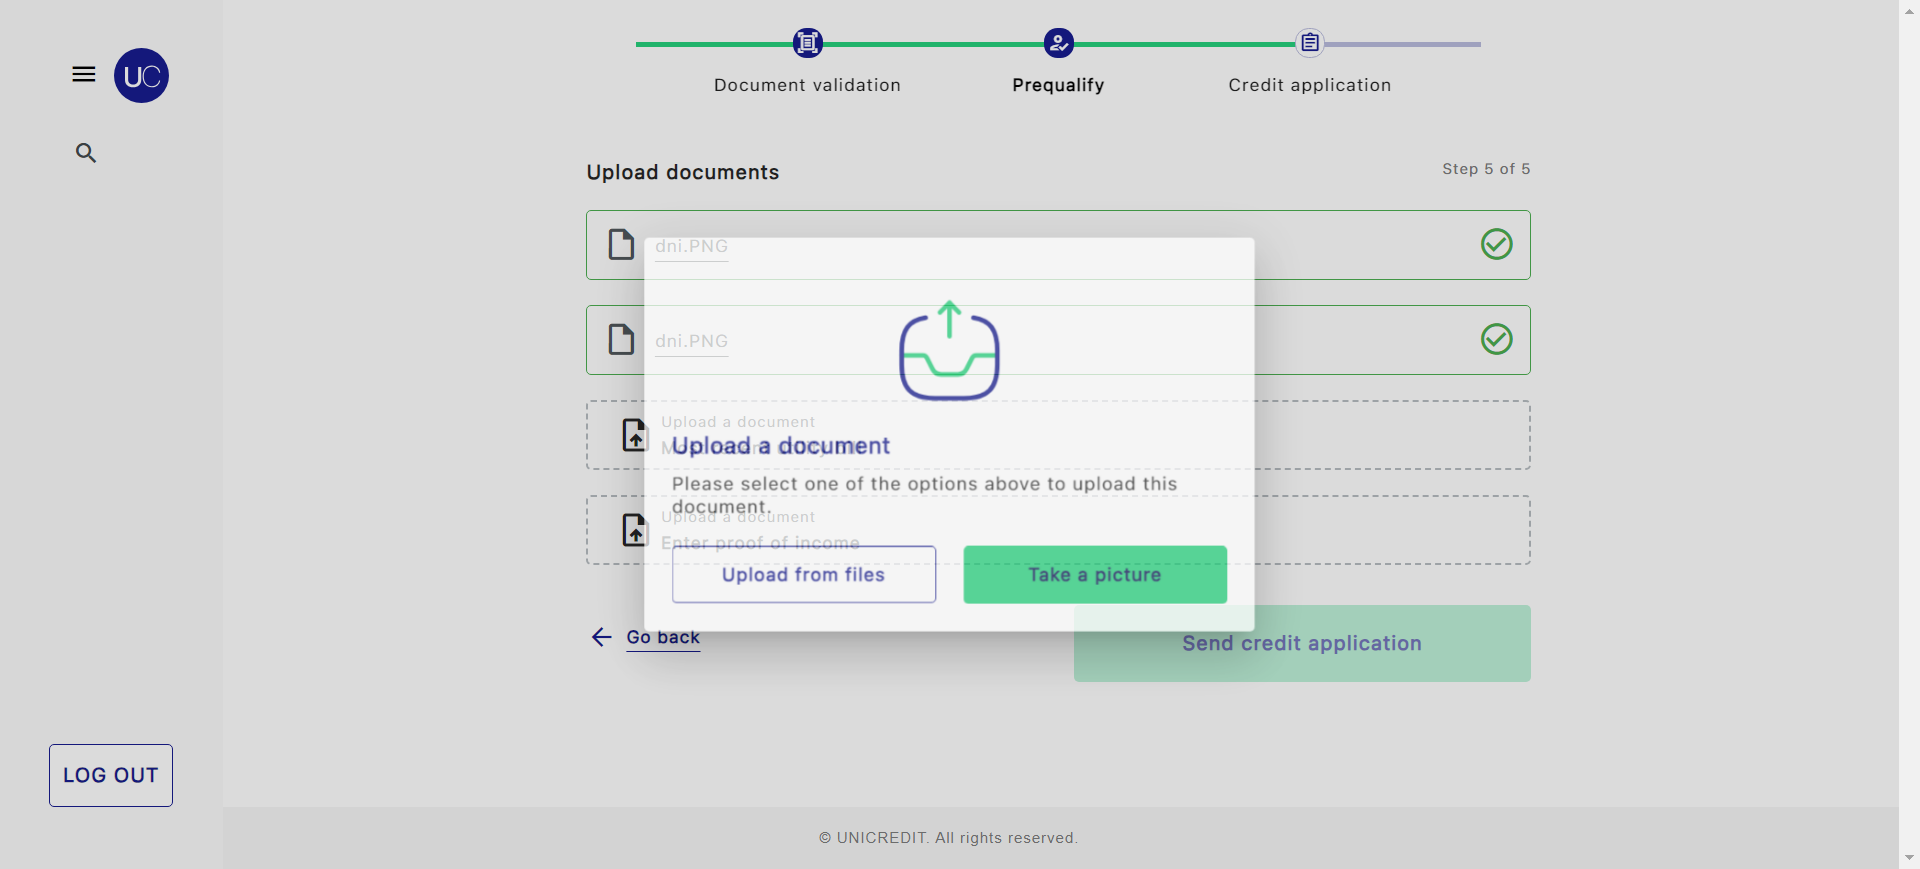 UC
Document validation
Prequalify
Credit application
Upload documents
Step 5 of 5
dni.PNG
dni.PNG
Upload a document
Upload a document
Please select one of the options above to upload this
document.
Upload a document
Enter proof of income
Upload from files
Take a picture
Go back
Send credit application
LOG OUT
© UNICREDIT. All rights reserved.